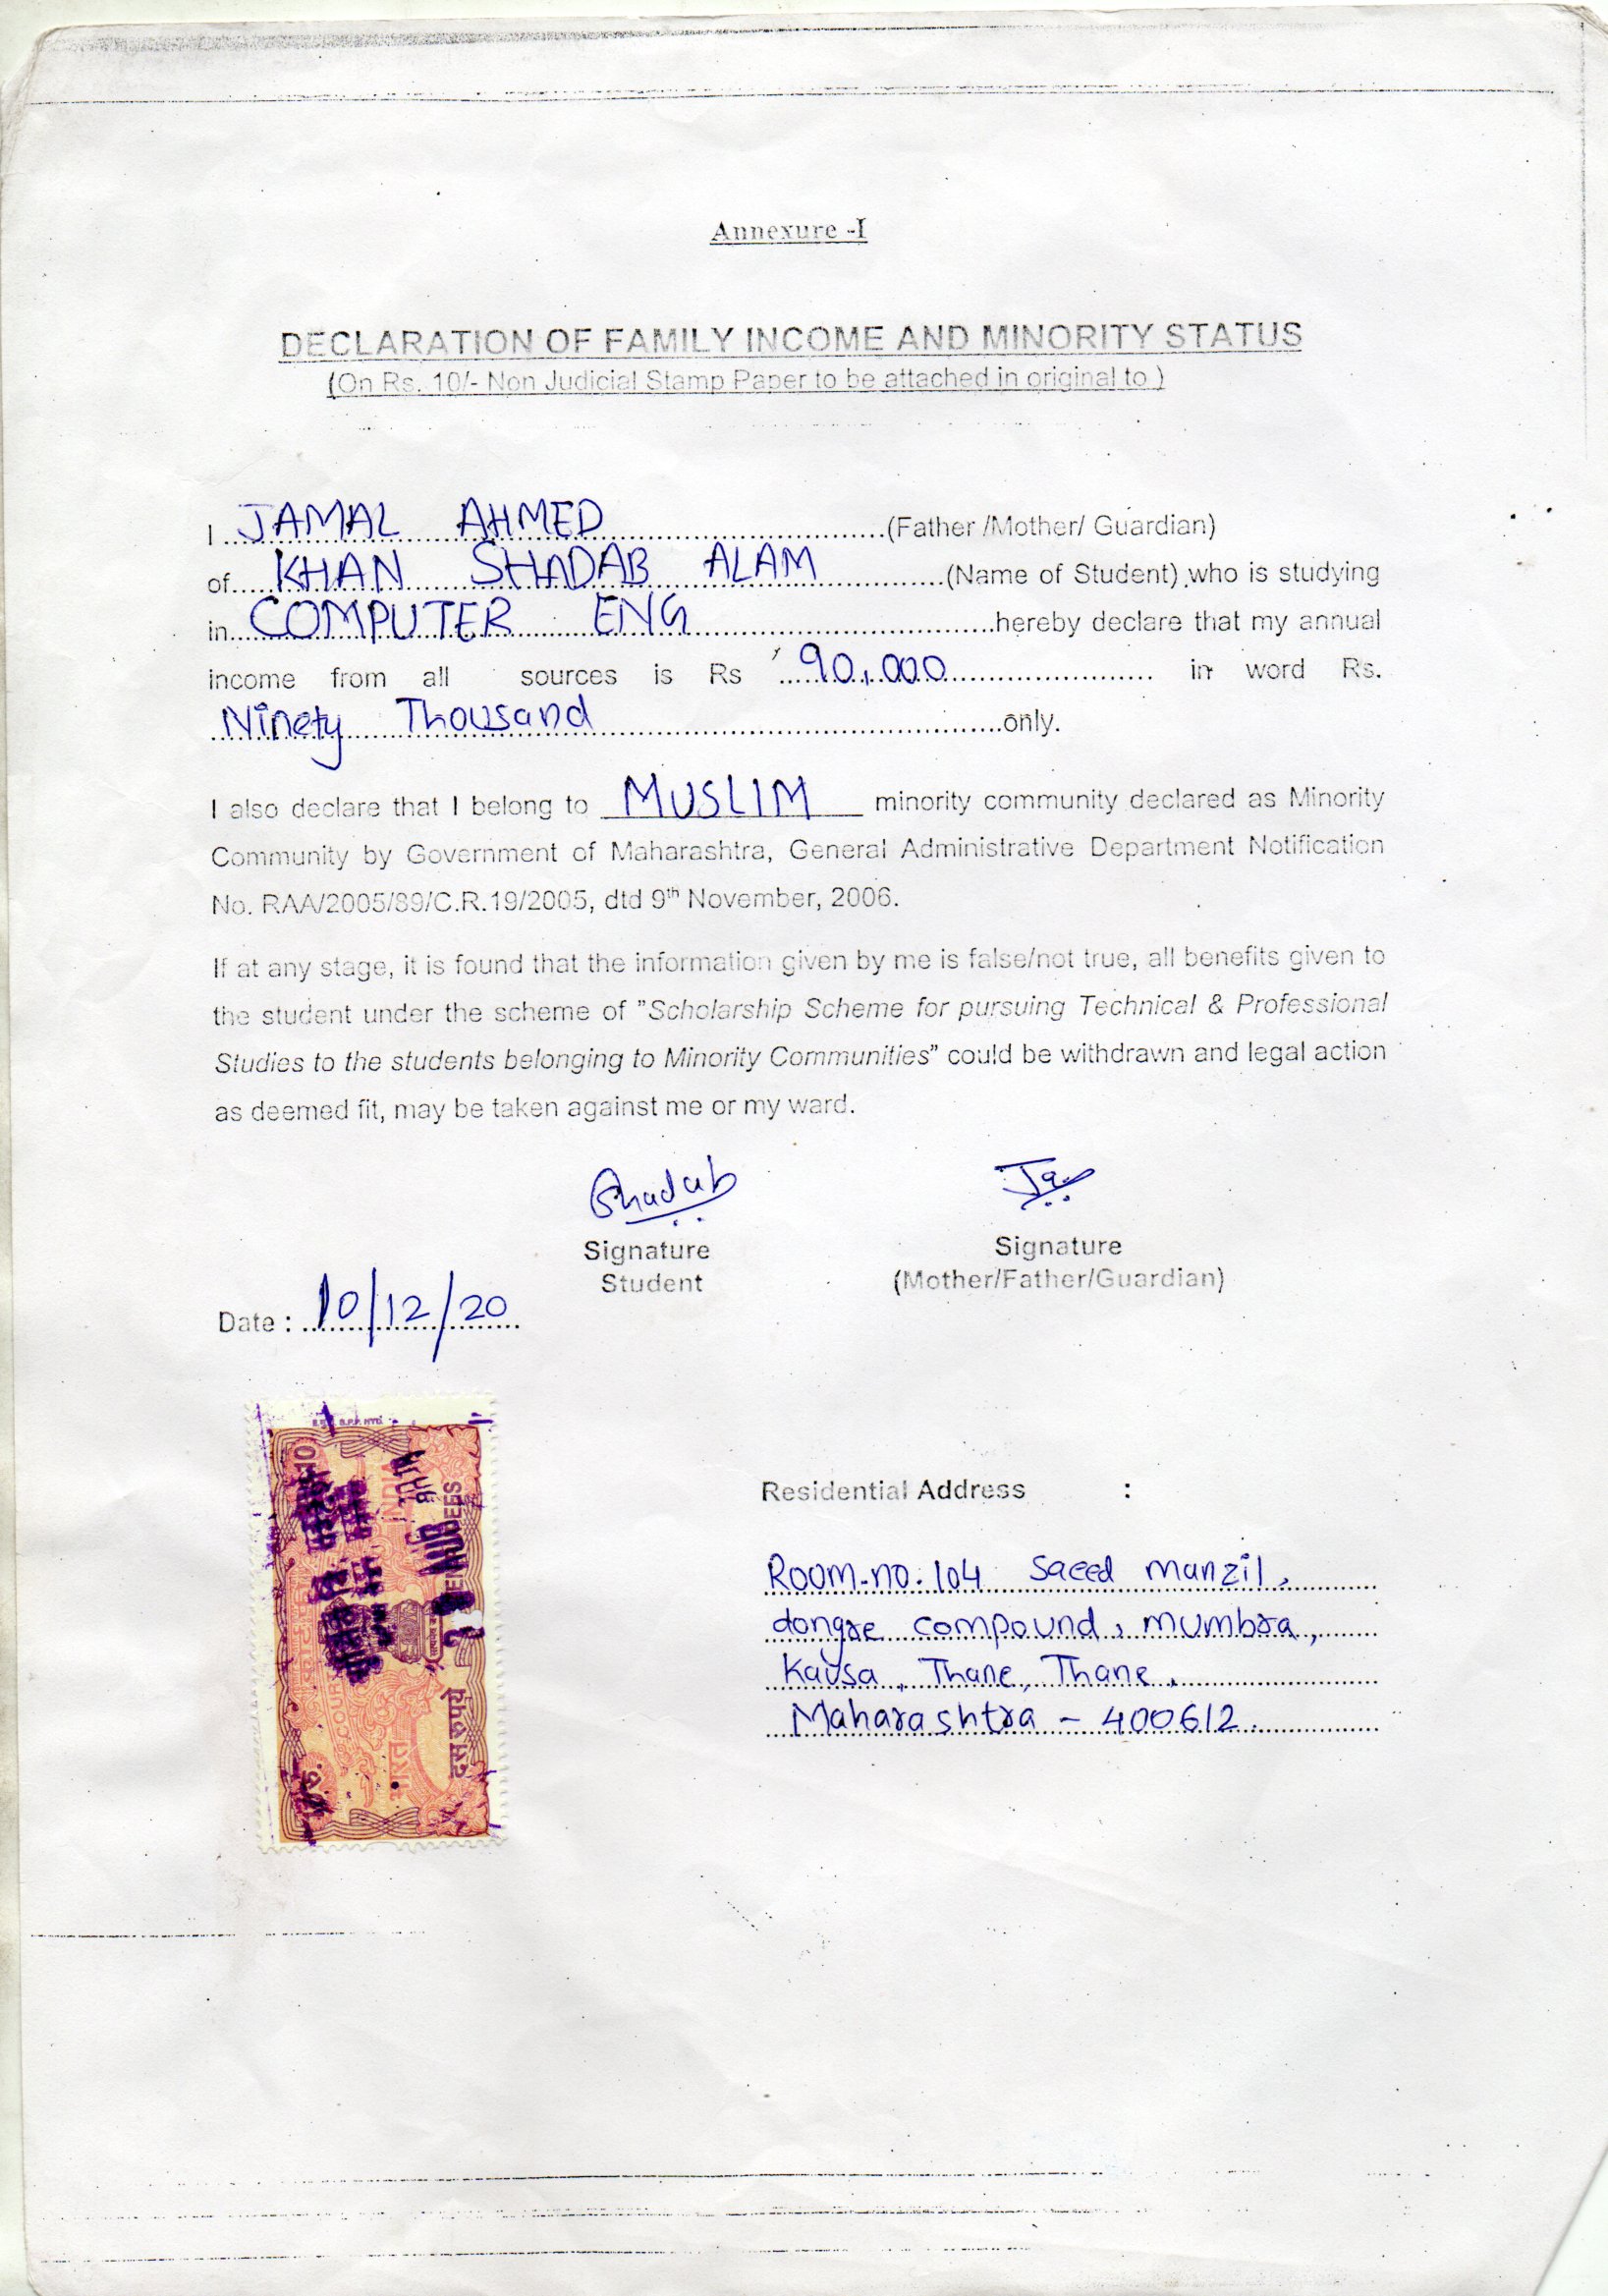 Annexure -I
DECLARATION OF FAMILY INCOME AND MINORITY STATUS
(On Rs. 10/- Non Judicial Stamp Paper to be attached in original to )
I JAMAL AHMED (Father /Mother/ Guardian)
of KHAN SHADAB ALAM (Name of Student) who is studying
in COMPUTER ENG hereby declare that my annual
income from all sources is Rs 90,000 in word Rs.
Ninety Thousand only.
I also declare that I belong to MUSLIM minority community declared as Minority
Community by Government of Maharashtra, General Administrative Department Notification
No. RAA/2005/89/C.R.19/2005, dtd 9th November, 2006.
If at any stage, it is found that the information given by me is false/not true, all benefits given to
the student under the scheme of "Scholarship Scheme for pursuing Technical & Professional
Studies to the students belonging to Minority Communities" could be withdrawn and legal action
as deemed fit, may be taken against me or my ward.
Shadab
Signature Signature
Student (Mother/Father/Guardian)
Date : 10/12/20
Residential Address :
Room-no. 104 Saeed manzil,
dongre compound, mumbra,
Kausa, Thane, Thane,
Maharashtra - 400612.
10
INDIA
भारत
दस रुपये